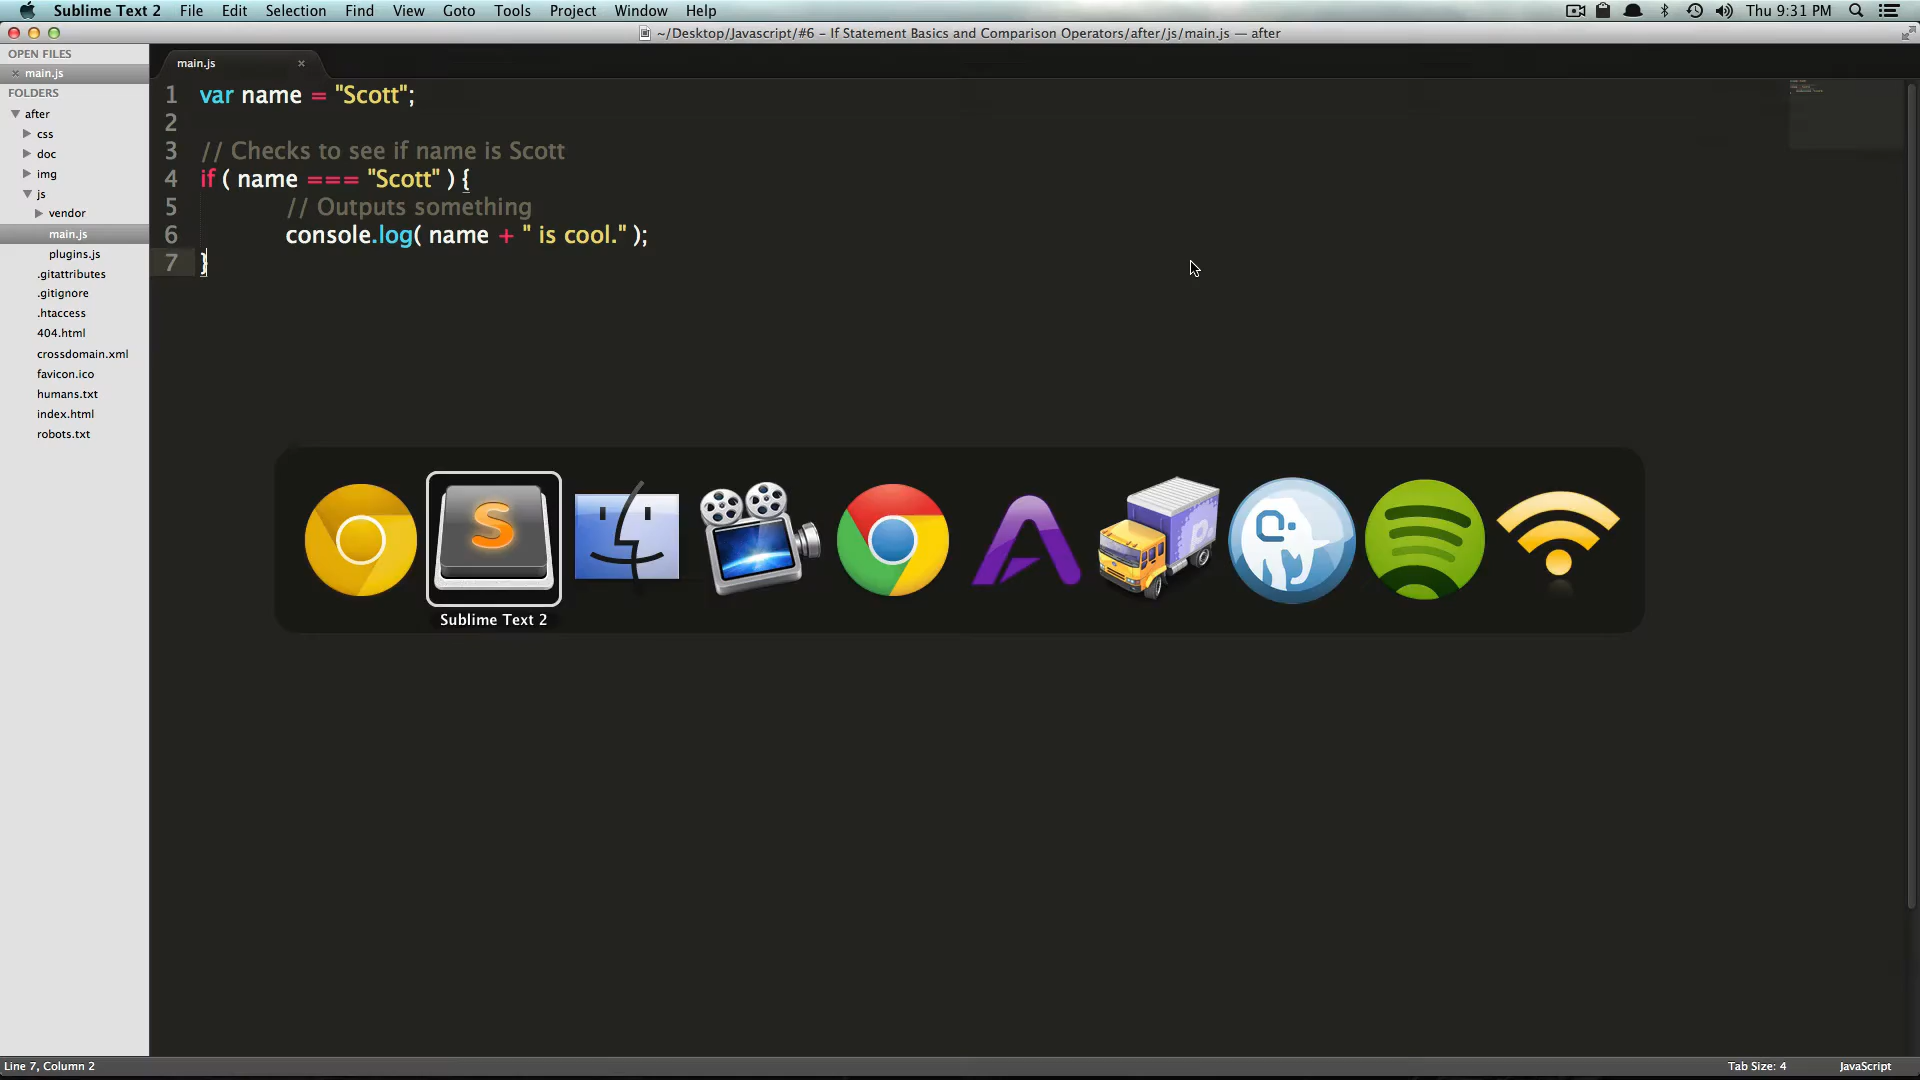 Sublime Text 2 File Edit Selection Find View Goto Tools Project Window Help Thu 9:31 PM
~/Desktop/Javascript/#6 - If Statement Basics and Comparison Operators/after/js/main.js — after
OPEN FILES
main.js
FOLDERS
after
css
doc
img
js
vendor
main.js
plugins.js
.gitattributes
.gitignore
.htaccess
404.html
crossdomain.xml
favicon.ico
humans.txt
index.html
robots.txt
main.js
1 var name = "Scott";
2
3 // Checks to see if name is Scott
4 if ( name === "Scott" ) {
5 // Outputs something
6 console.log( name + " is cool." );
7 }
Sublime Text 2
Line 7, Column 2 Tab Size: 4 JavaScript